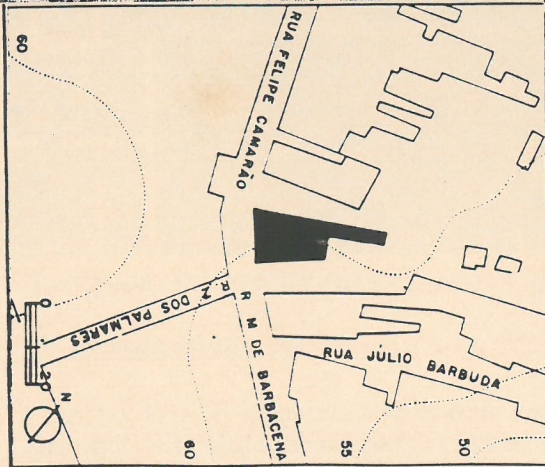 60
RUA FELIPE CAMARÃO
R Z DOS PALMARES
R M DE BARBACENA
RUA JÚLIO BARBUDA
0
20
N
60
55
50